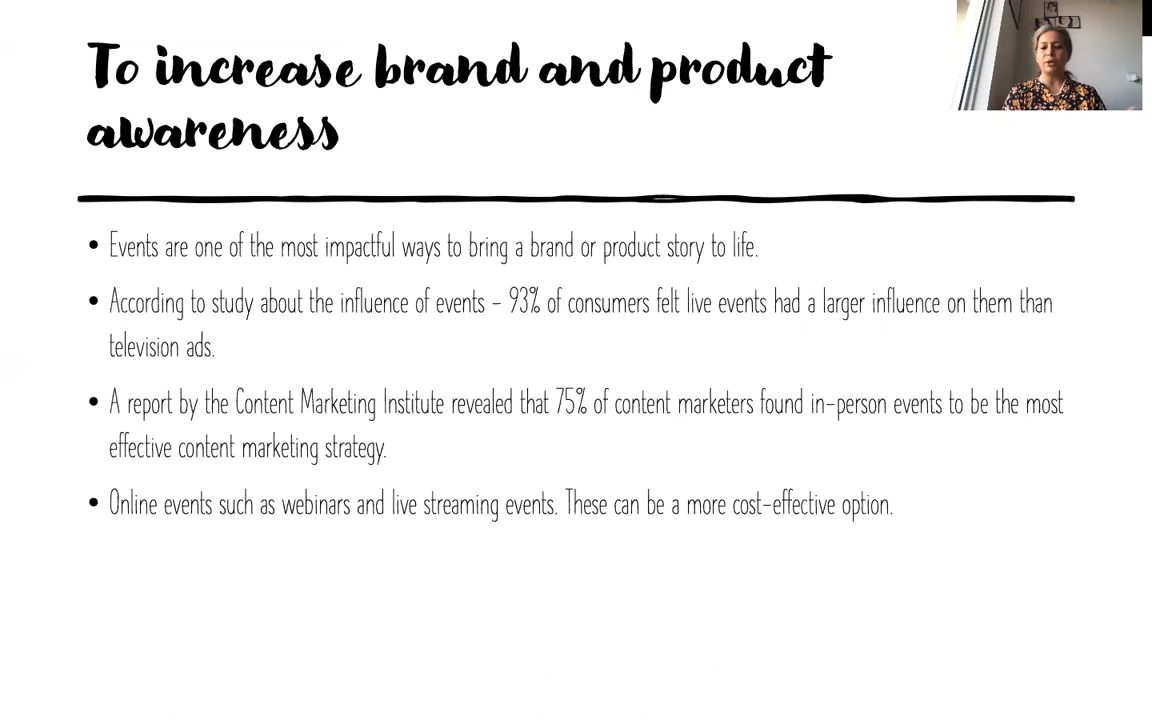 To increase brand and product
awareness
• Events are one of the most impactful ways to bring a brand or product story to life.
• According to study about the influence of events - 93% of consumers felt live events had a larger influence on them than
television ads.
• A report by the Content Marketing Institute revealed that 75% of content marketers found in-person events to be the most
effective content marketing strategy.
• Online events such as webinars and live streaming events. These can be a more cost-effective option.